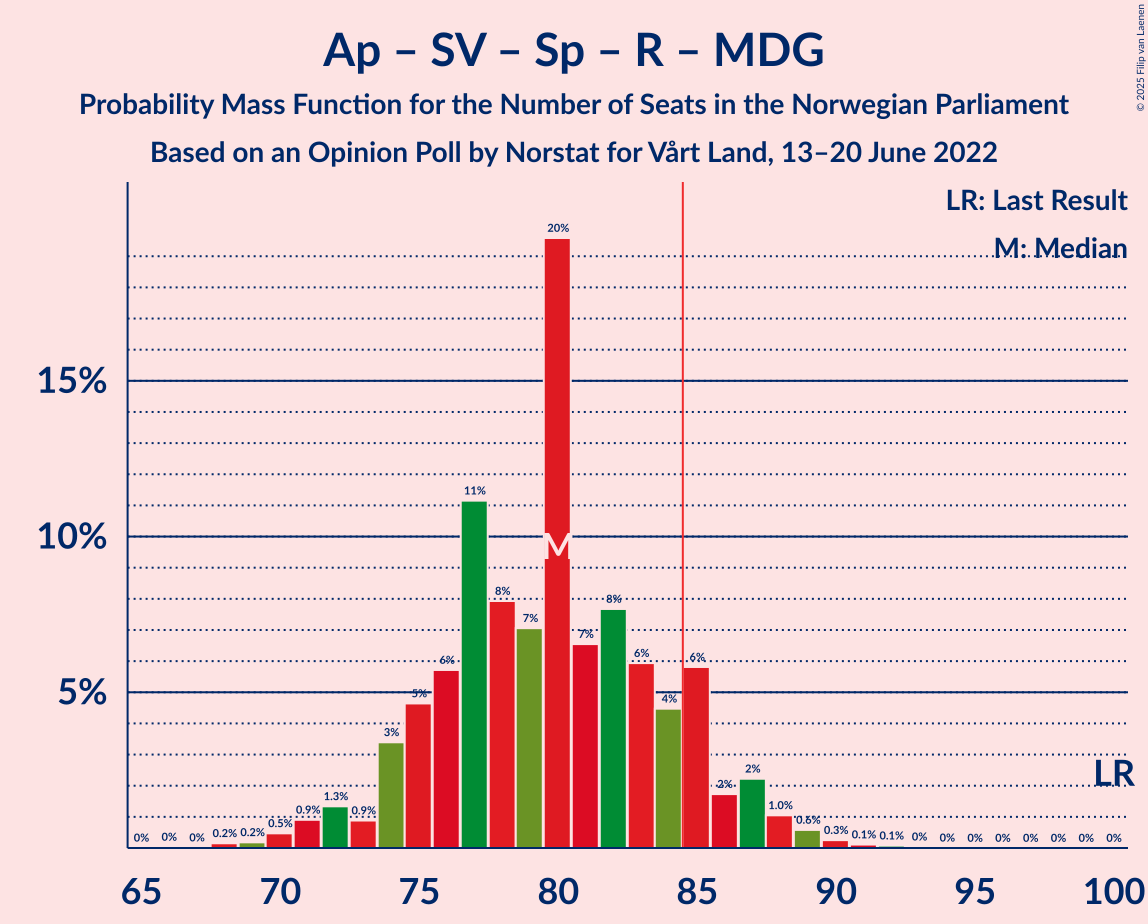 Ap – SV – Sp – R – MDG
Probability Mass Function for the Number of Seats in the Norwegian Parliament
Based on an Opinion Poll by Norstat for Vårt Land, 13–20 June 2022
© 2025 Filip van Laenen
LR: Last Result
M: Median
15%
10%
5%
0% 0% 0% 0.2% 0.2% 0.5% 0.9% 1.3% 0.9% 3% 5% 6% 11% 8% 7% 20% 7% 8% 6% 4% 6% 2% 2% 1.0% 0.6% 0.3% 0.1% 0.1% 0% 0% 0% 0% 0% 0% 0% 0%
M
LR
65 70 75 80 85 90 95 100